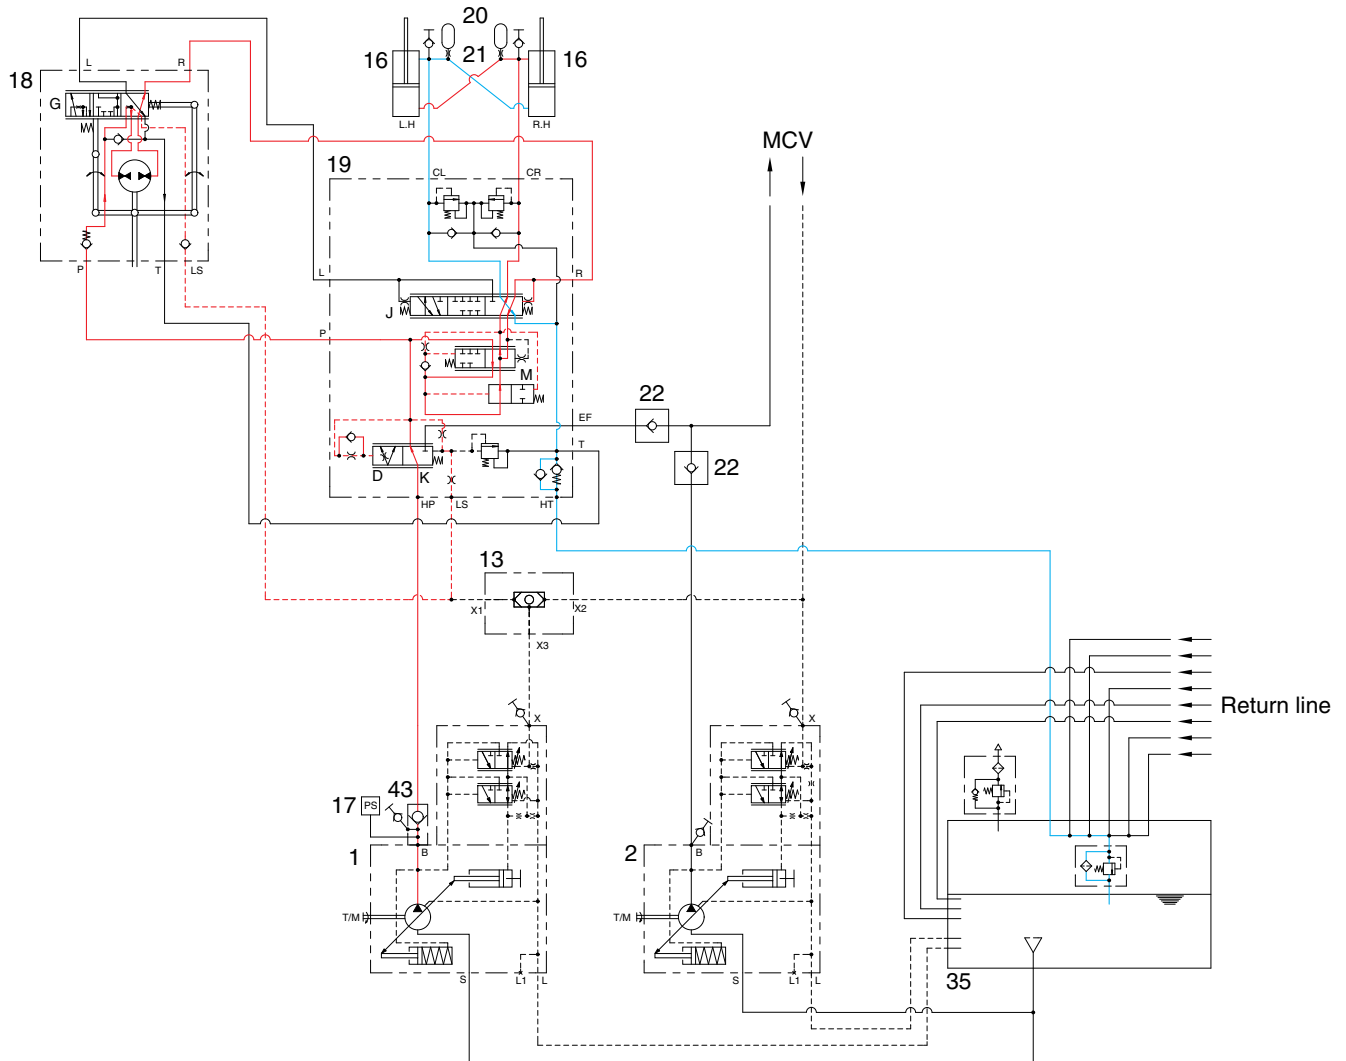 20
16
21
16
L.H
R.H
L
R
18
G
P
T
LS
MCV
19
CL
CR
L
R
J
P
M
22
EF
T
D
K
22
HP
LS
HT
13
X1
X2
X3
X
X
Return line
43
17
PS
1
B
2
B
T/M
T/M
S
L1
L
S
L1
L
35